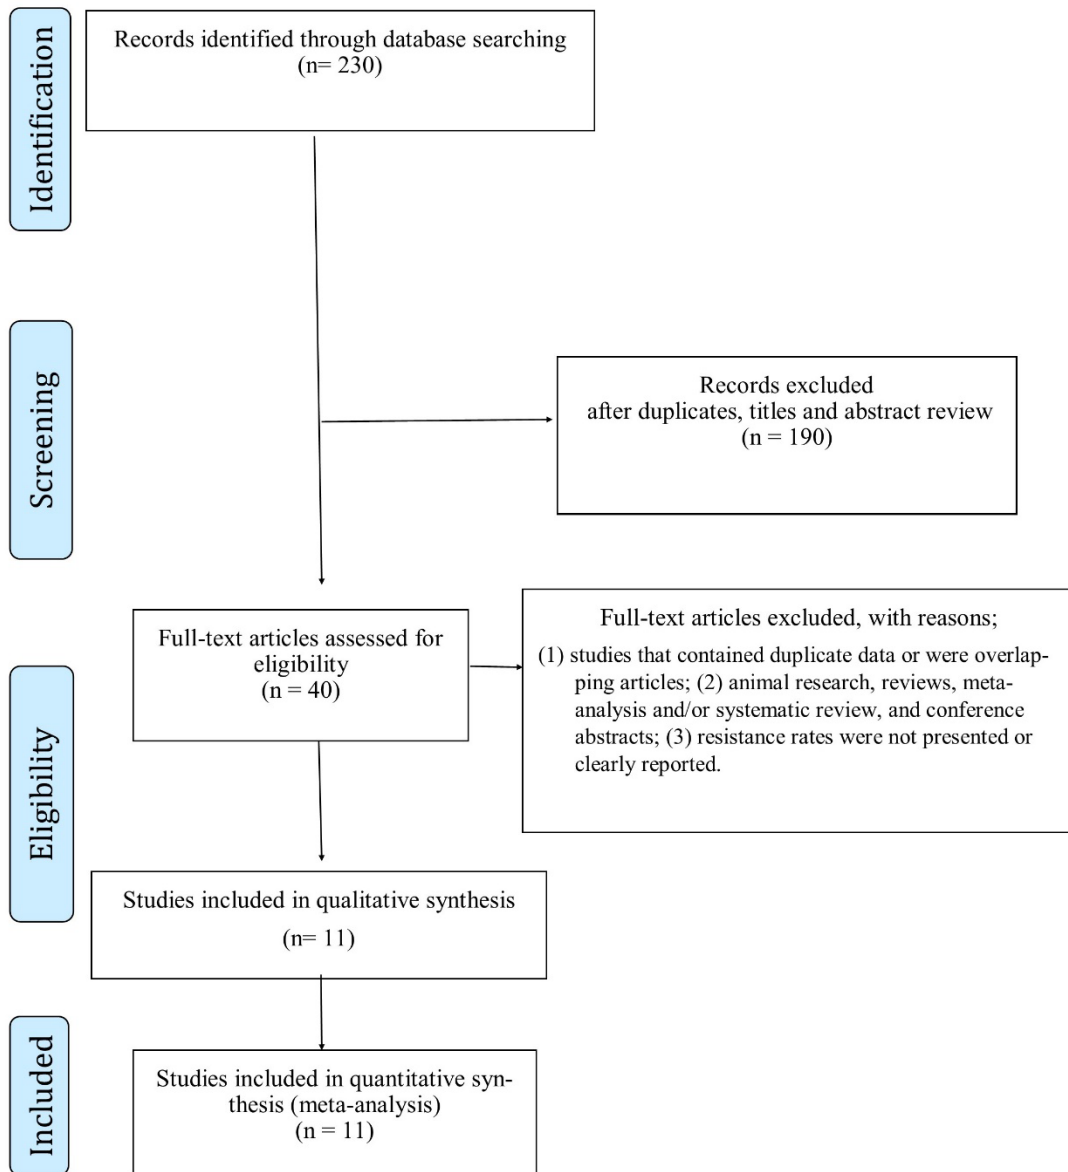 Identification
Records identified through database searching
(n= 230)
Screening
Records excluded
after duplicates, titles and abstract review
(n = 190)
Eligibility
Full-text articles assessed for
eligibility
(n = 40)
Full-text articles excluded, with reasons;
(1) studies that contained duplicate data or were overlap-
ping articles; (2) animal research, reviews, meta-
analysis and/or systematic review, and conference
abstracts; (3) resistance rates were not presented or
clearly reported.
Studies included in qualitative synthesis
(n= 11)
Included
Studies included in quantitative syn-
thesis (meta-analysis)
(n = 11)